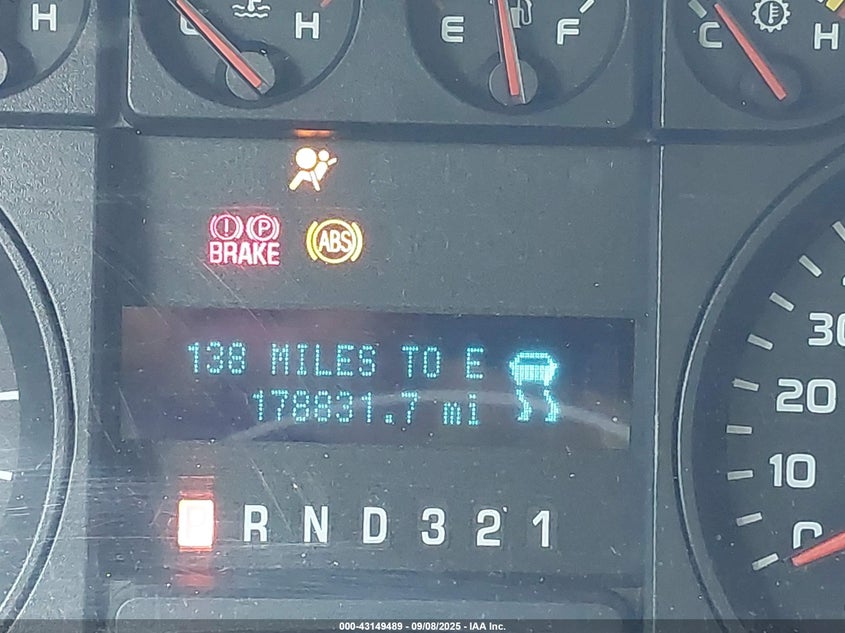 H
C H
E F
C H
BRAKE
ABS
138 MILES TO E
178831.7 mi
P R N D 3 2 1
30
20
10
0
000-43149489 - 09/08/2025 - IAA Inc.